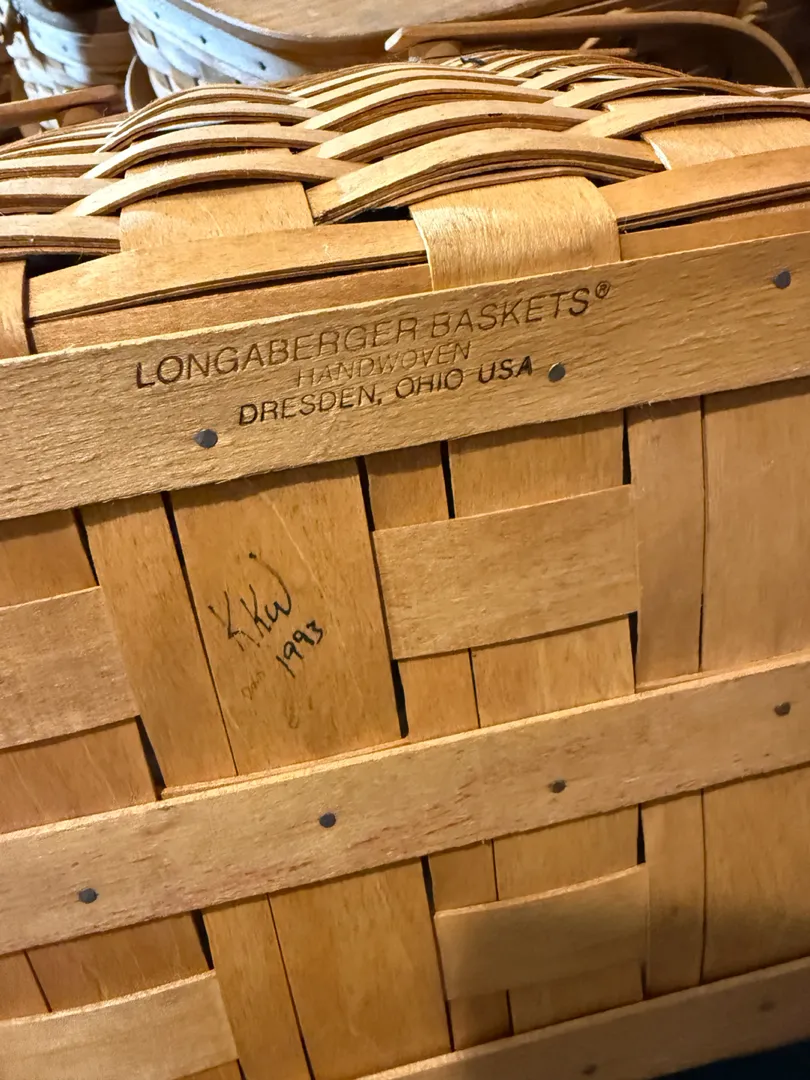 LONGABERGER BASKETS®
HANDWOVEN
DRESDEN, OHIO USA
KKW
1993